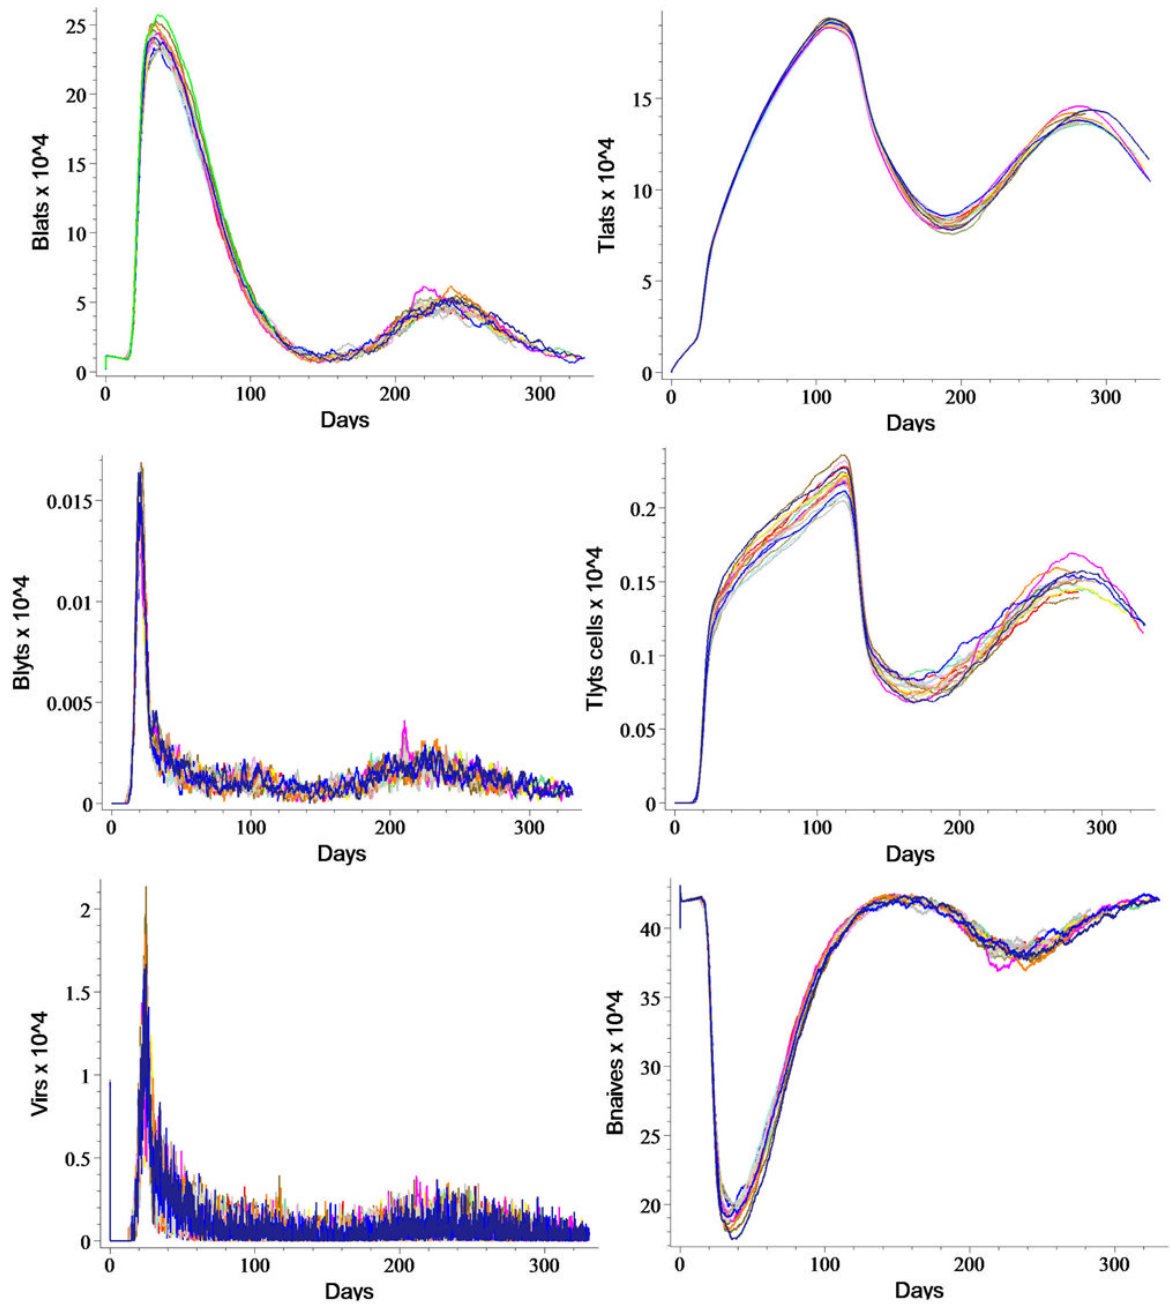 25
20
15
10
5
0
Blats x 10^4
0 100 200 300
Days
15
10
5
0
Tlats x 10^4
0 100 200 300
Days
0.015
0.01
0.005
0
Blyts x 10^4
0 100 200 300
Days
0.2
0.15
0.1
0.05
0
Tlyts cells x 10^4
0 100 200 300
Days
2
1.5
1
0.5
0
Virs x 10^4
0 100 200 300
Days
40
35
30
25
20
Bnaives x 10^4
0 100 200 300
Days